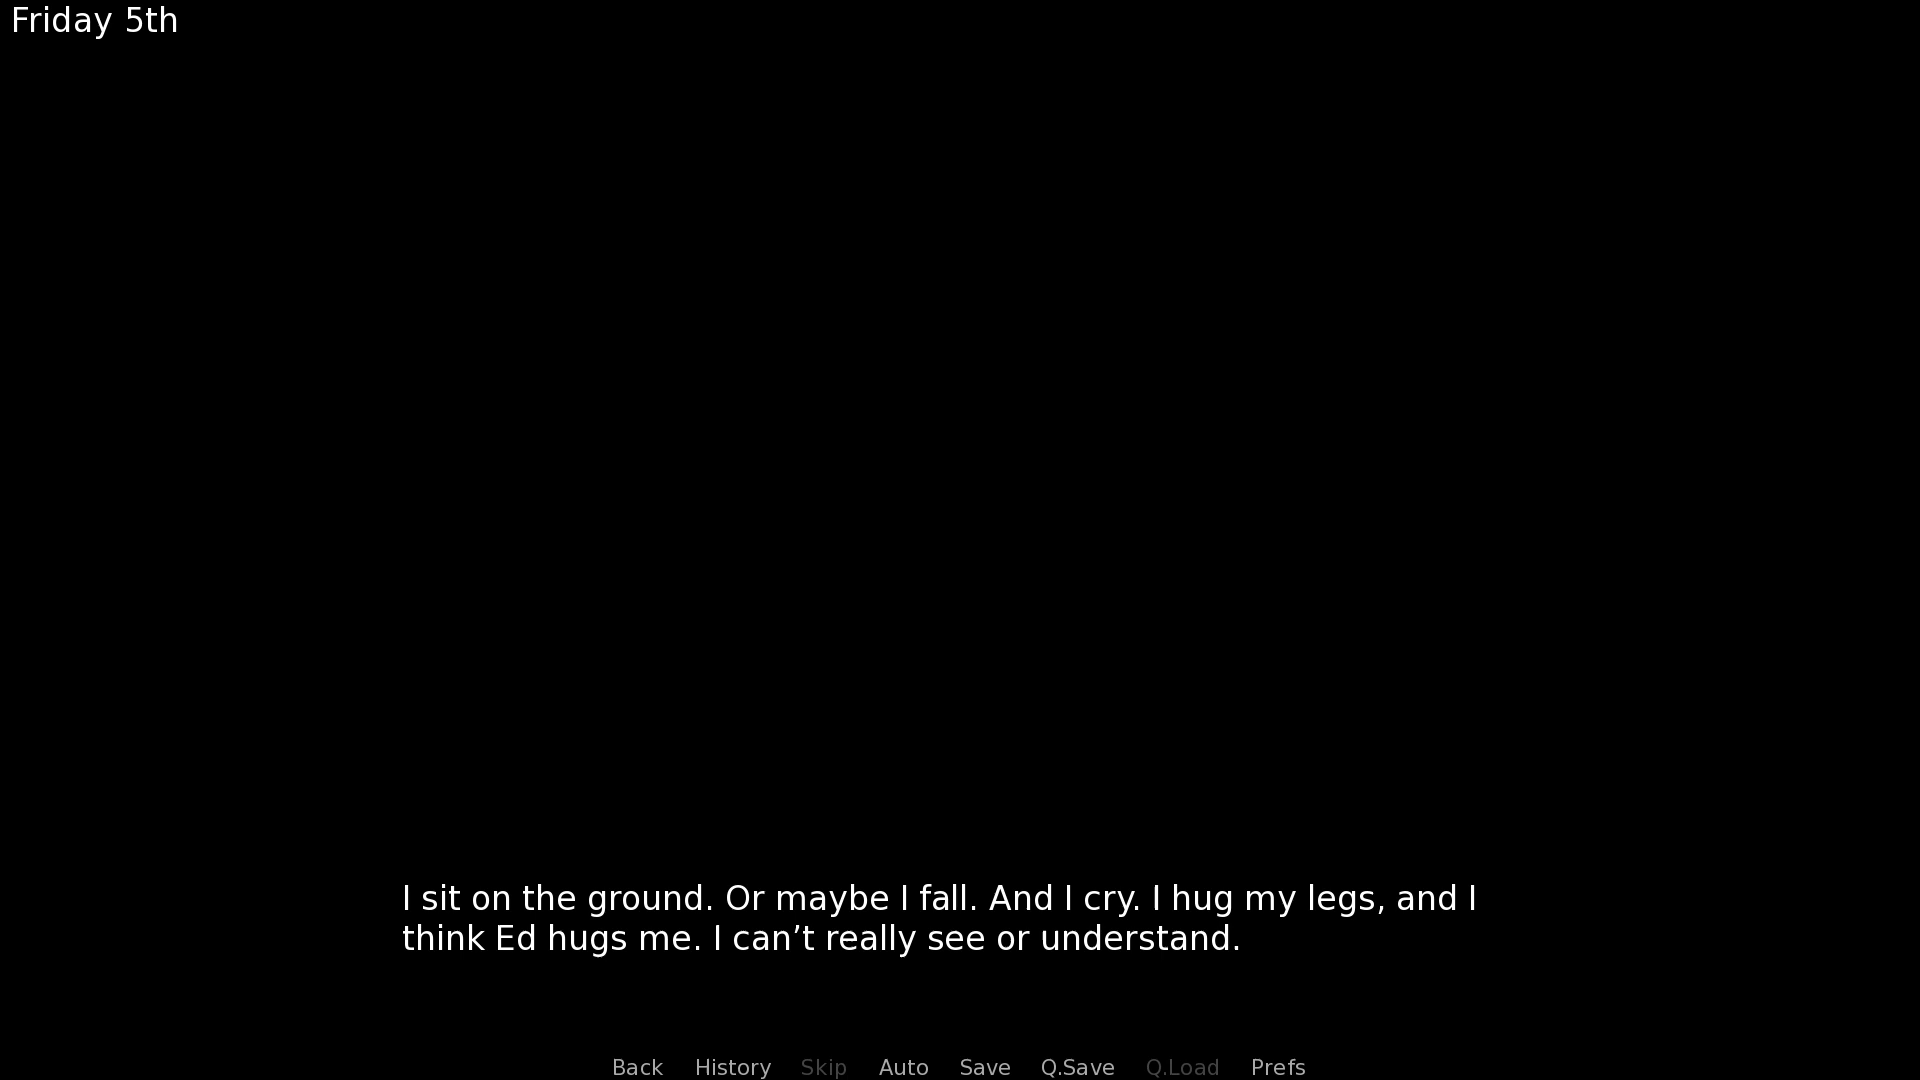 Friday 5th
I sit on the ground. Or maybe I fall. And I cry. I hug my legs, and I
think Ed hugs me. I can’t really see or understand.
Back History Skip Auto Save Q.Save Q.Load Prefs